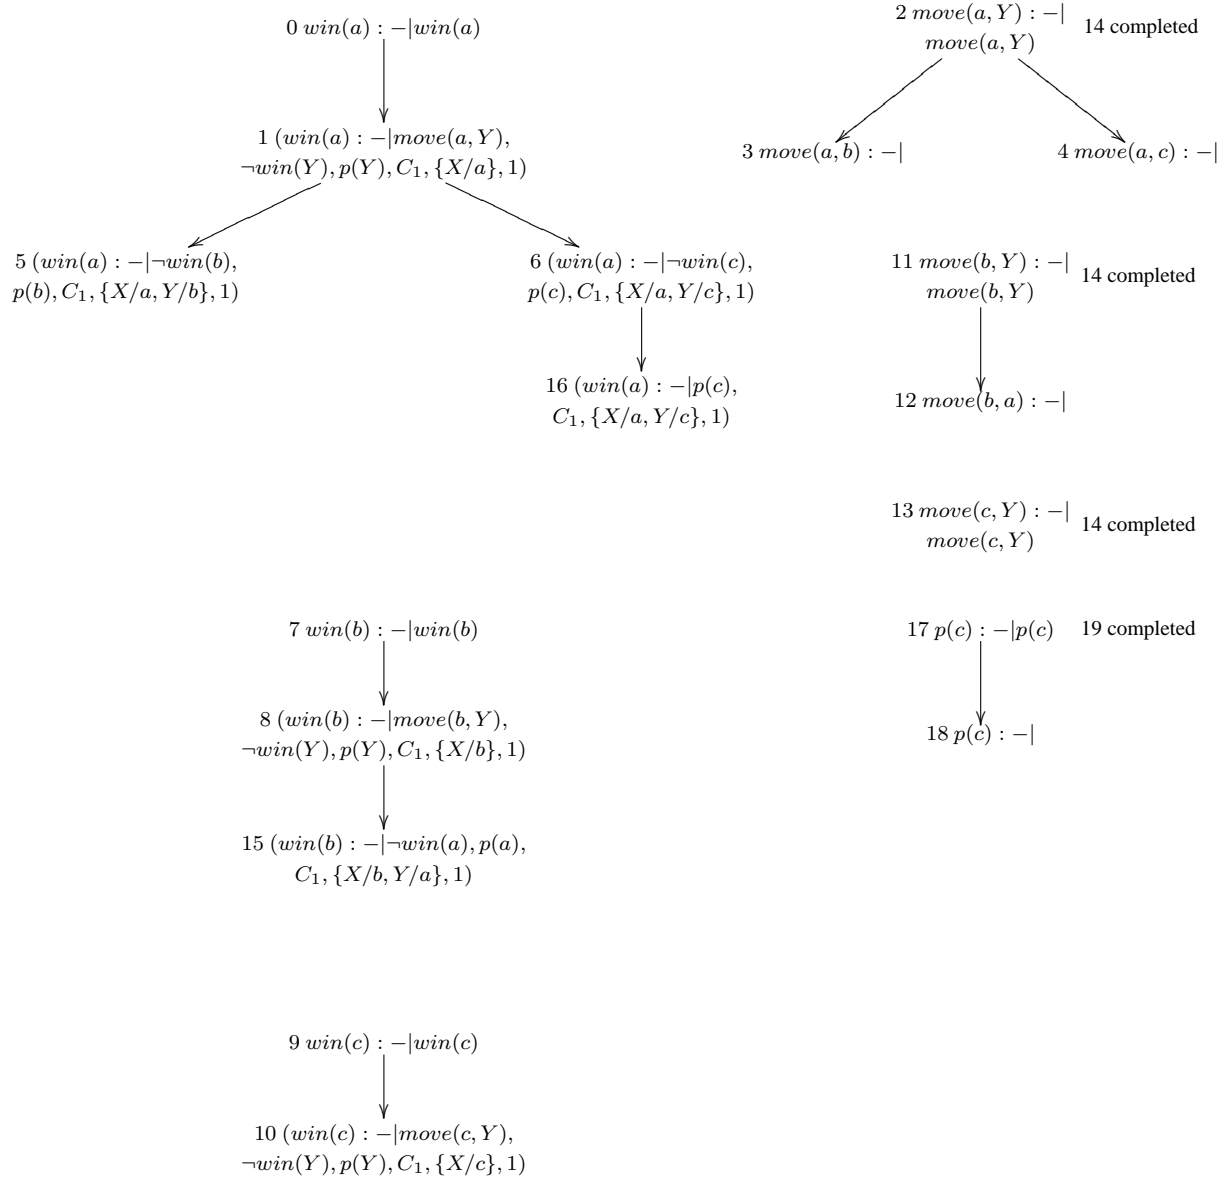 0 win(a) : −|win(a)
2 move(a, Y) : −|
move(a, Y)
14 completed
1 (win(a) : −|move(a, Y),
¬win(Y), p(Y), C₁, {X/a}, 1)
3 move(a, b) : −|
4 move(a, c) : −|
5 (win(a) : −|¬win(b),
p(b), C₁, {X/a, Y/b}, 1)
6 (win(a) : −|¬win(c),
p(c), C₁, {X/a, Y/c}, 1)
11 move(b, Y) : −|
move(b, Y)
14 completed
16 (win(a) : −|p(c),
C₁, {X/a, Y/c}, 1)
12 move(b, a) : −|
13 move(c, Y) : −|
move(c, Y)
14 completed
7 win(b) : −|win(b)
17 p(c) : −|p(c)
19 completed
8 (win(b) : −|move(b, Y),
¬win(Y), p(Y), C₁, {X/b}, 1)
18 p(c) : −|
15 (win(b) : −|¬win(a), p(a),
C₁, {X/b, Y/a}, 1)
9 win(c) : −|win(c)
10 (win(c) : −|move(c, Y),
¬win(Y), p(Y), C₁, {X/c}, 1)